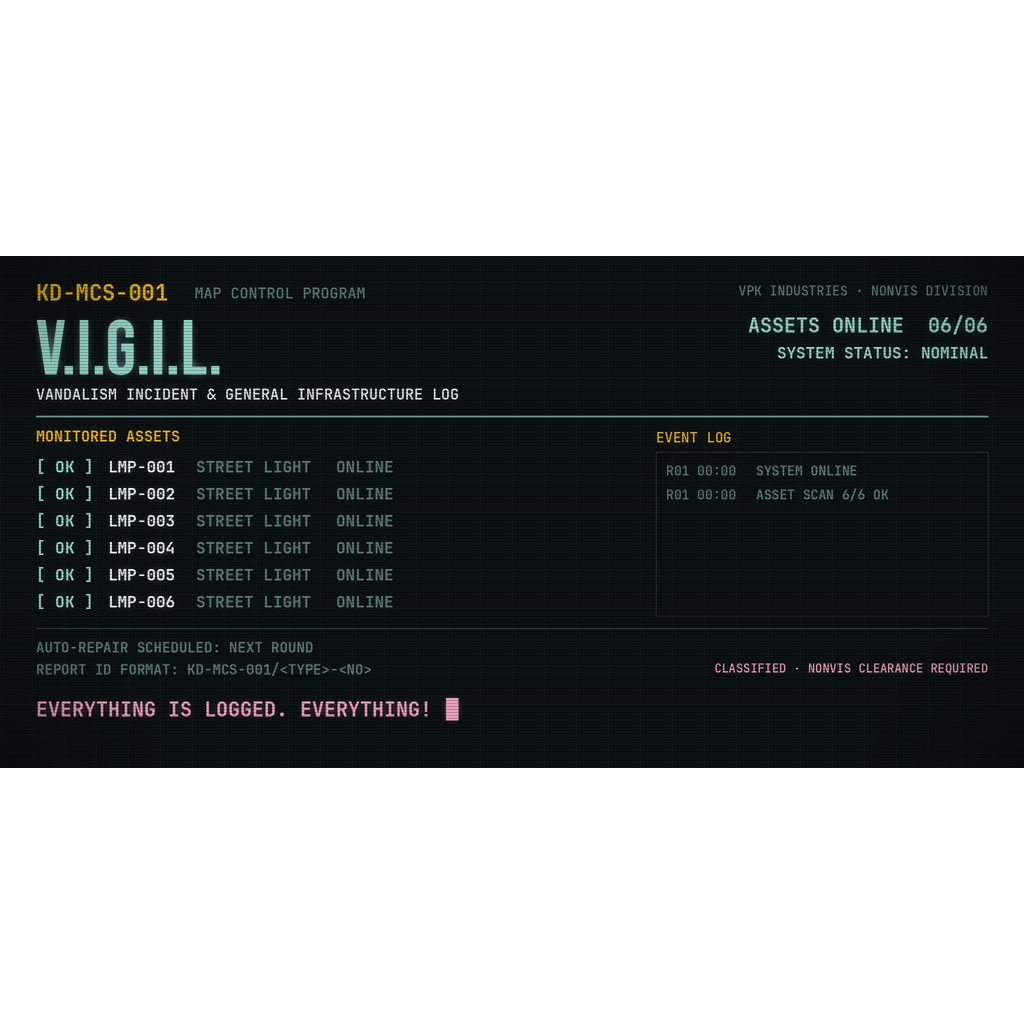 KD-MCS-001 MAP CONTROL PROGRAM
VPK INDUSTRIES · NONVIS DIVISION
V.I.G.I.L.
ASSETS ONLINE 06/06
SYSTEM STATUS: NOMINAL
VANDALISM INCIDENT & GENERAL INFRASTRUCTURE LOG
MONITORED ASSETS
[ OK ] LMP-001 STREET LIGHT ONLINE
[ OK ] LMP-002 STREET LIGHT ONLINE
[ OK ] LMP-003 STREET LIGHT ONLINE
[ OK ] LMP-004 STREET LIGHT ONLINE
[ OK ] LMP-005 STREET LIGHT ONLINE
[ OK ] LMP-006 STREET LIGHT ONLINE
EVENT LOG
R01 00:00 SYSTEM ONLINE
R01 00:00 ASSET SCAN 6/6 OK
AUTO-REPAIR SCHEDULED: NEXT ROUND
REPORT ID FORMAT: KD-MCS-001/<TYPE>-<NO>
CLASSIFIED · NONVIS CLEARANCE REQUIRED
EVERYTHING IS LOGGED. EVERYTHING!